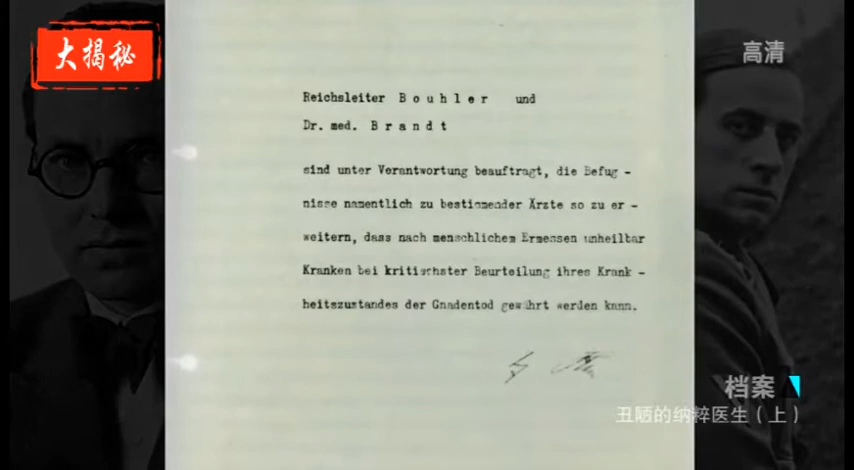 大揭秘
高清
Reichsleiter Bouhler und
Dr. med. Brandt
sind unter Verantwortung beauftragt, die Befug -
nisse namentlich zu bestimmender Ärzte so zu er -
weitern, dass nach menschlichem Ermessen unheilbar
Kranken bei kritischster Beurteilung ihres Krank -
heitszustandes der Gnadentod gewährt werden kann.
档案
丑陋的纳粹医生(上)